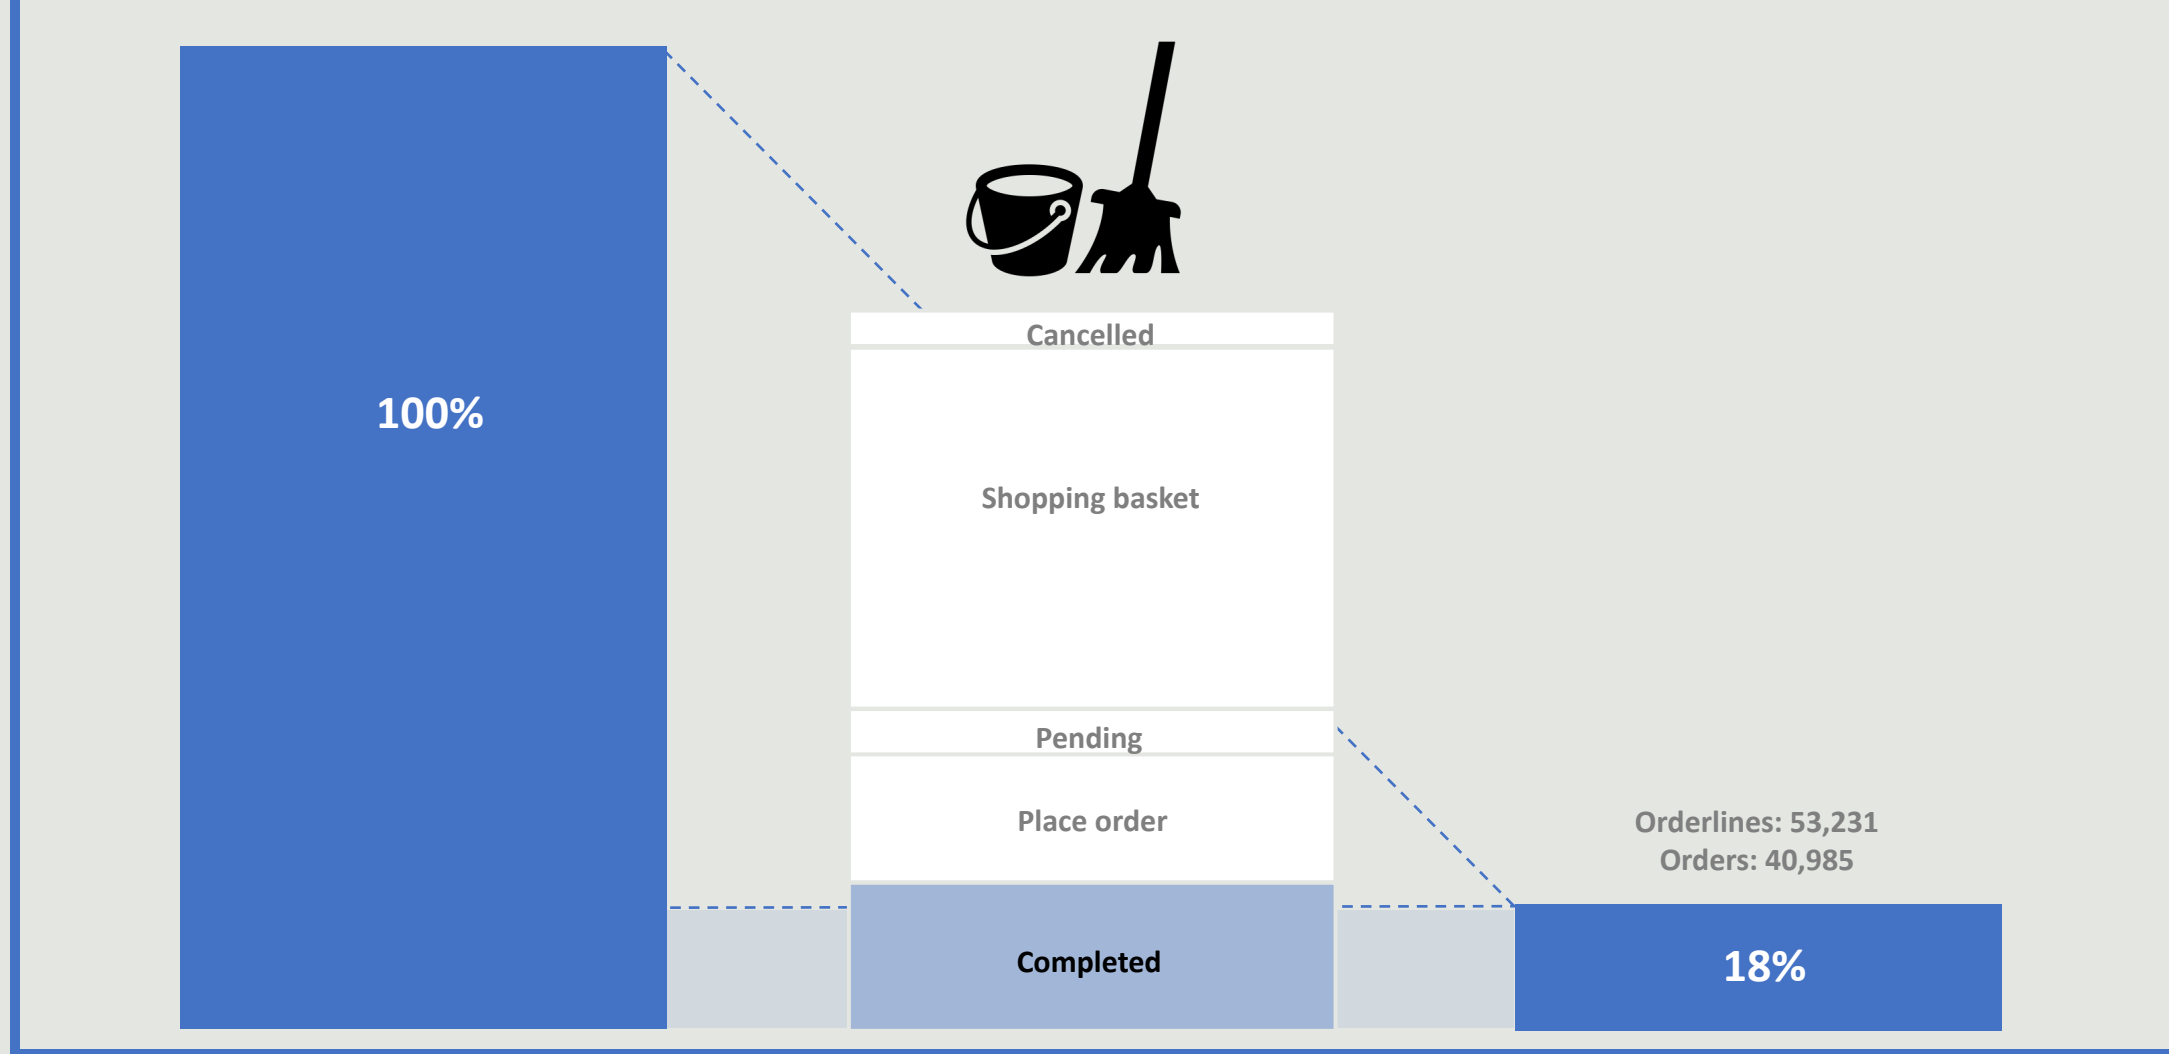 100%
Cancelled
Shopping basket
Pending
Place order
Completed
Orderlines: 53,231
Orders: 40,985
18%